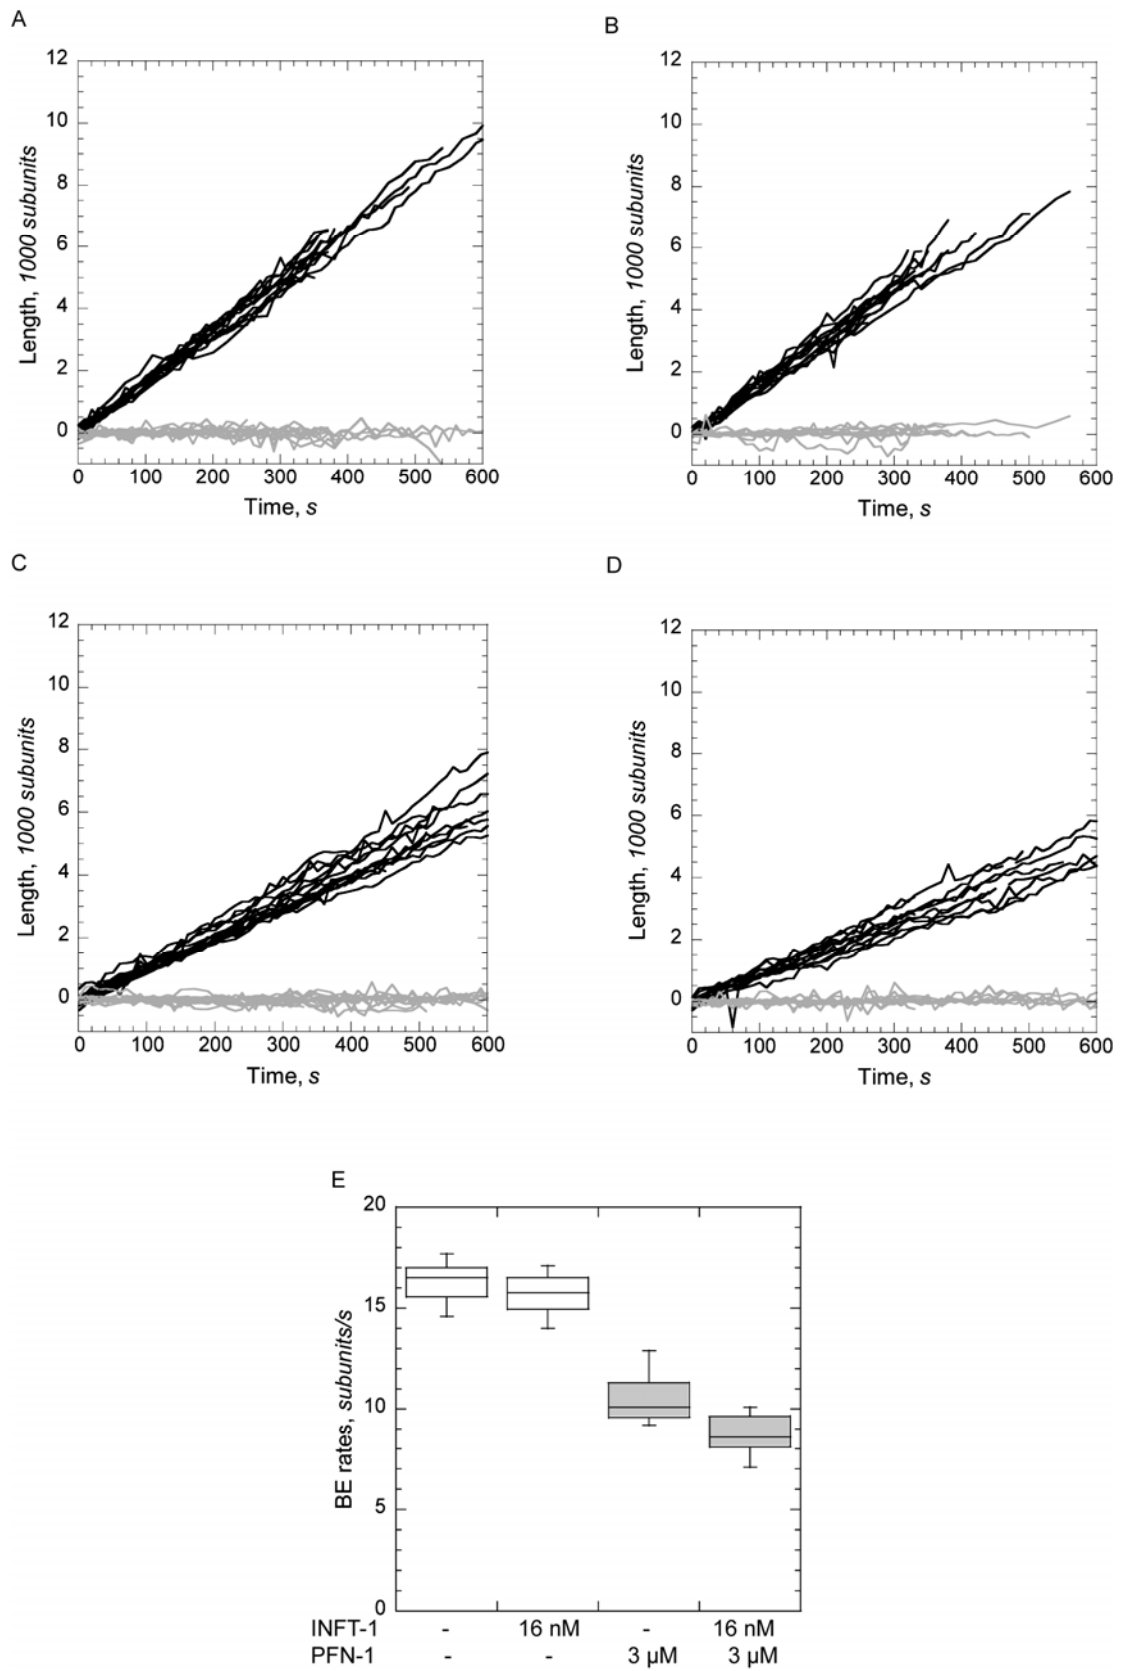 A
12
10
8
6
4
2
0
Length, 1000 subunits
0 100 200 300 400 500 600
Time, s
B
12
10
8
6
4
2
0
Length, 1000 subunits
0 100 200 300 400 500 600
Time, s
C
12
10
8
6
4
2
0
Length, 1000 subunits
0 100 200 300 400 500 600
Time, s
D
12
10
8
6
4
2
0
Length, 1000 subunits
0 100 200 300 400 500 600
Time, s
E
20
15
10
5
0
BE rates, subunits/s
INFT-1 - 16 nM - 16 nM
PFN-1 - - 3 µM 3 µM